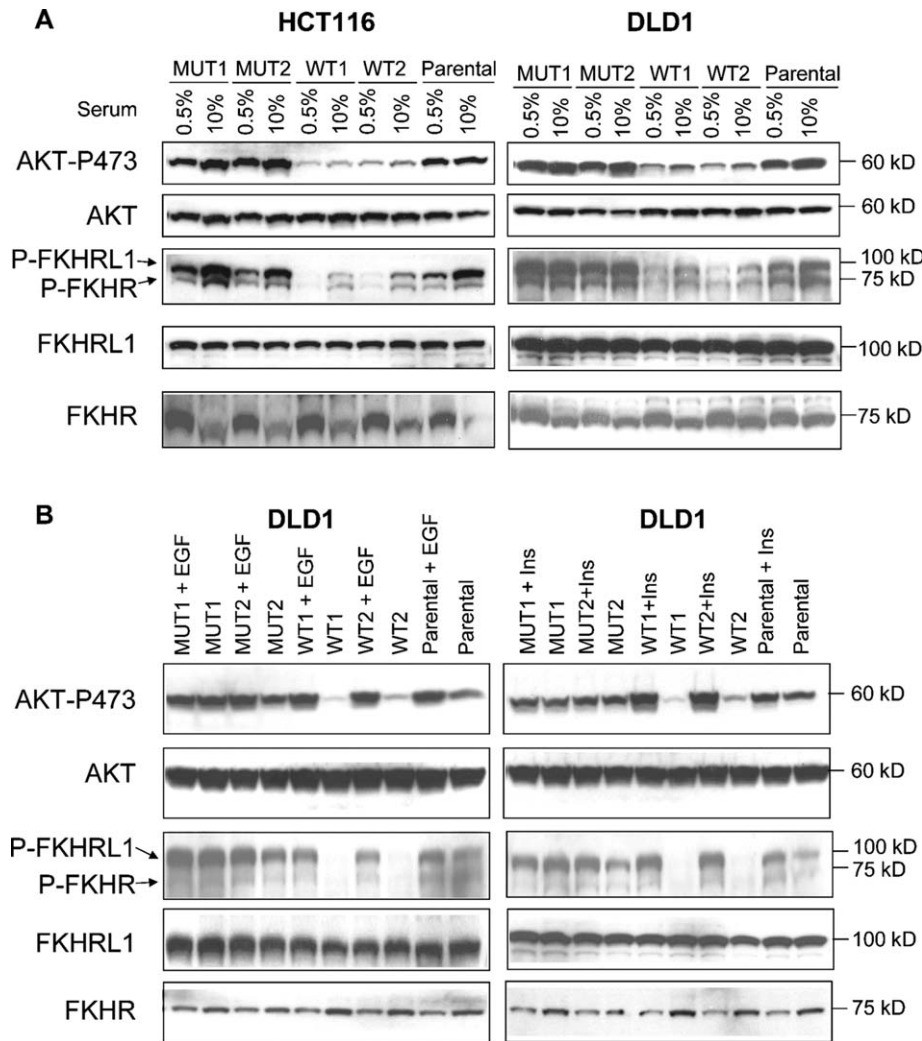 A
HCT116
DLD1
MUT1 MUT2 WT1 WT2 Parental
MUT1 MUT2 WT1 WT2 Parental
Serum
0.5% 10% 0.5% 10% 0.5% 10% 0.5% 10% 0.5% 10%
0.5% 10% 0.5% 10% 0.5% 10% 0.5% 10% 0.5% 10%
AKT-P473
60 kD
AKT
60 kD
P-FKHRL1
100 kD
P-FKHR
75 kD
FKHRL1
100 kD
FKHR
75 kD
B
DLD1
DLD1
MUT1 + EGF
MUT1
MUT2 + EGF
MUT2
WT1 + EGF
WT1
WT2 + EGF
WT2
Parental + EGF
Parental
MUT1 + Ins
MUT1
MUT2+Ins
MUT2
WT1+Ins
WT1
WT2+Ins
WT2
Parental + Ins
Parental
AKT-P473
60 kD
AKT
60 kD
P-FKHRL1
100 kD
75 kD
P-FKHR
FKHRL1
100 kD
FKHR
75 kD